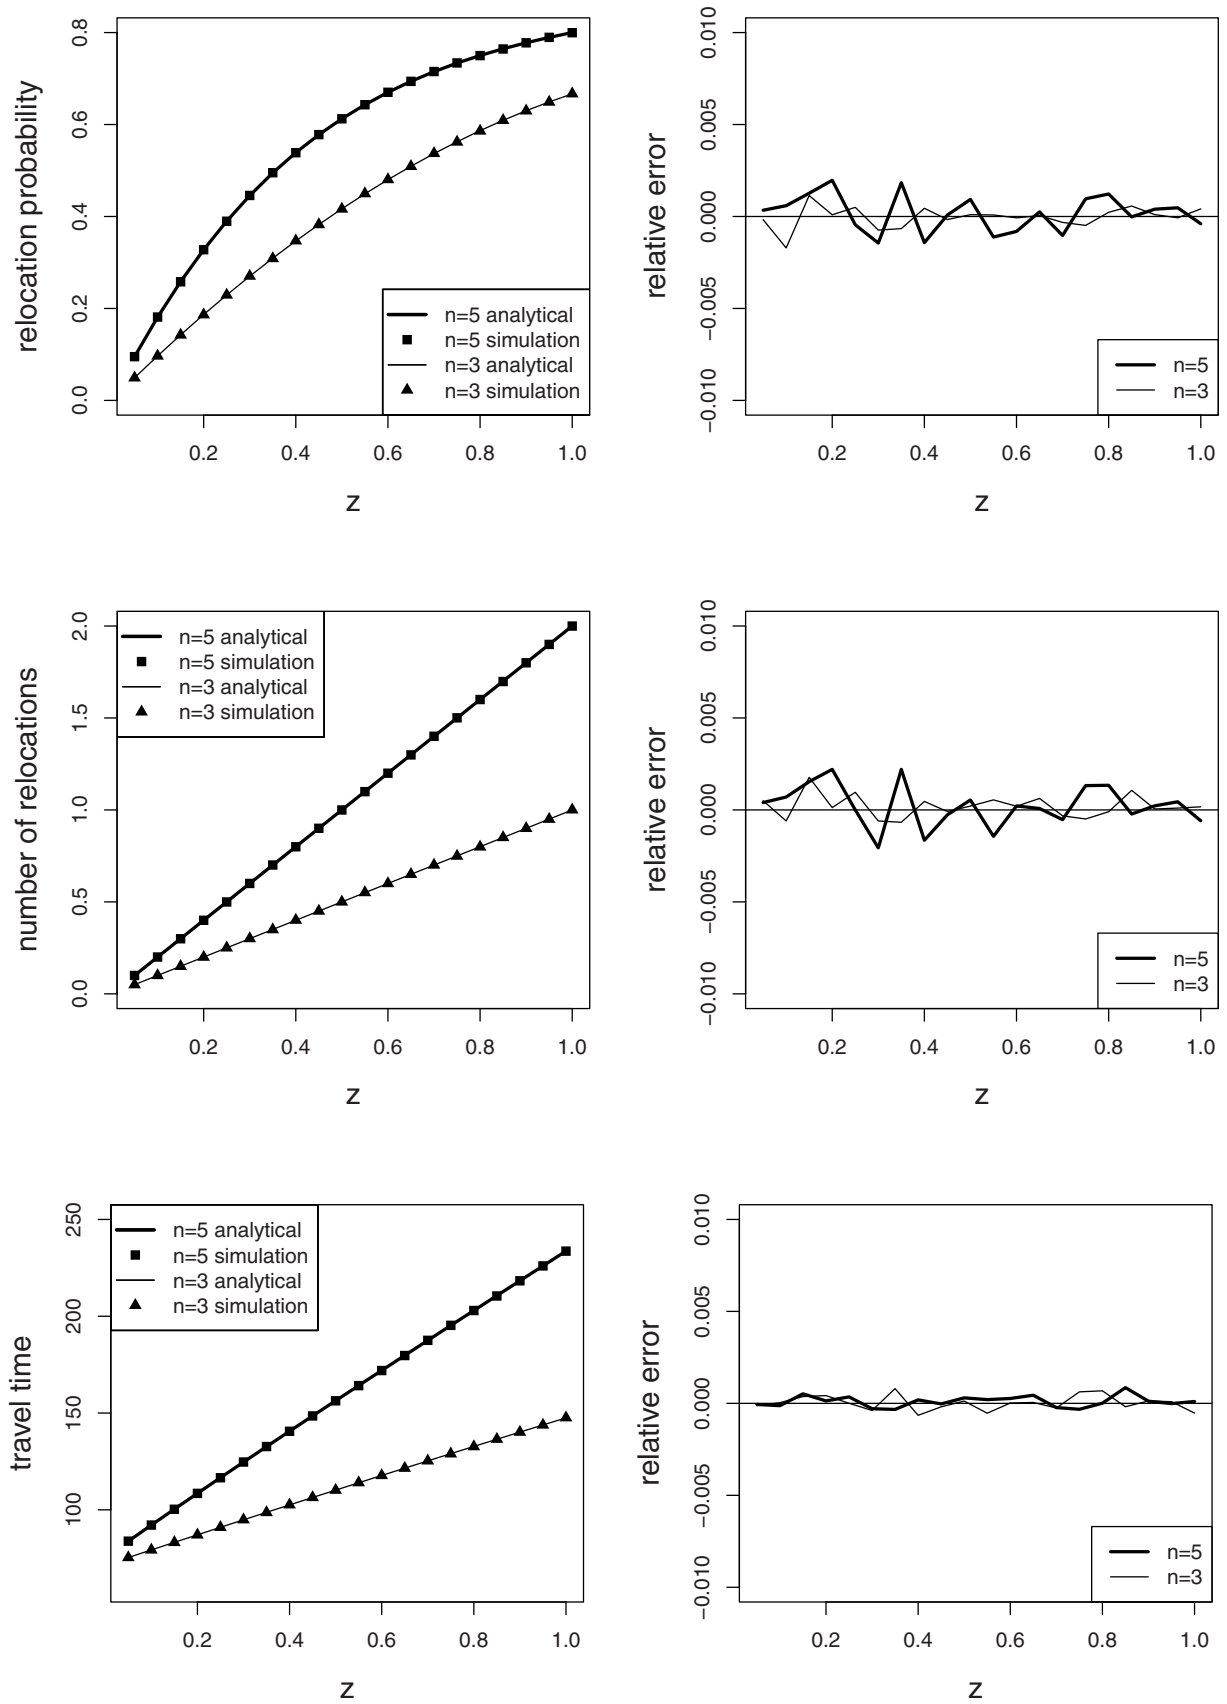 relocation probability
0.8
0.6
0.4
0.2
0.0
n=5 analytical
n=5 simulation
n=3 analytical
n=3 simulation
0.2 0.4 0.6 0.8 1.0
z
relative error
0.010
0.005
0.000
−0.005
−0.010
n=5
n=3
0.2 0.4 0.6 0.8 1.0
z
number of relocations
2.0
1.5
1.0
0.5
0.0
n=5 analytical
n=5 simulation
n=3 analytical
n=3 simulation
0.2 0.4 0.6 0.8 1.0
z
relative error
0.010
0.005
0.000
−0.005
−0.010
n=5
n=3
0.2 0.4 0.6 0.8 1.0
z
travel time
250
200
150
100
n=5 analytical
n=5 simulation
n=3 analytical
n=3 simulation
0.2 0.4 0.6 0.8 1.0
z
relative error
0.010
0.005
0.000
−0.005
−0.010
n=5
n=3
0.2 0.4 0.6 0.8 1.0
z